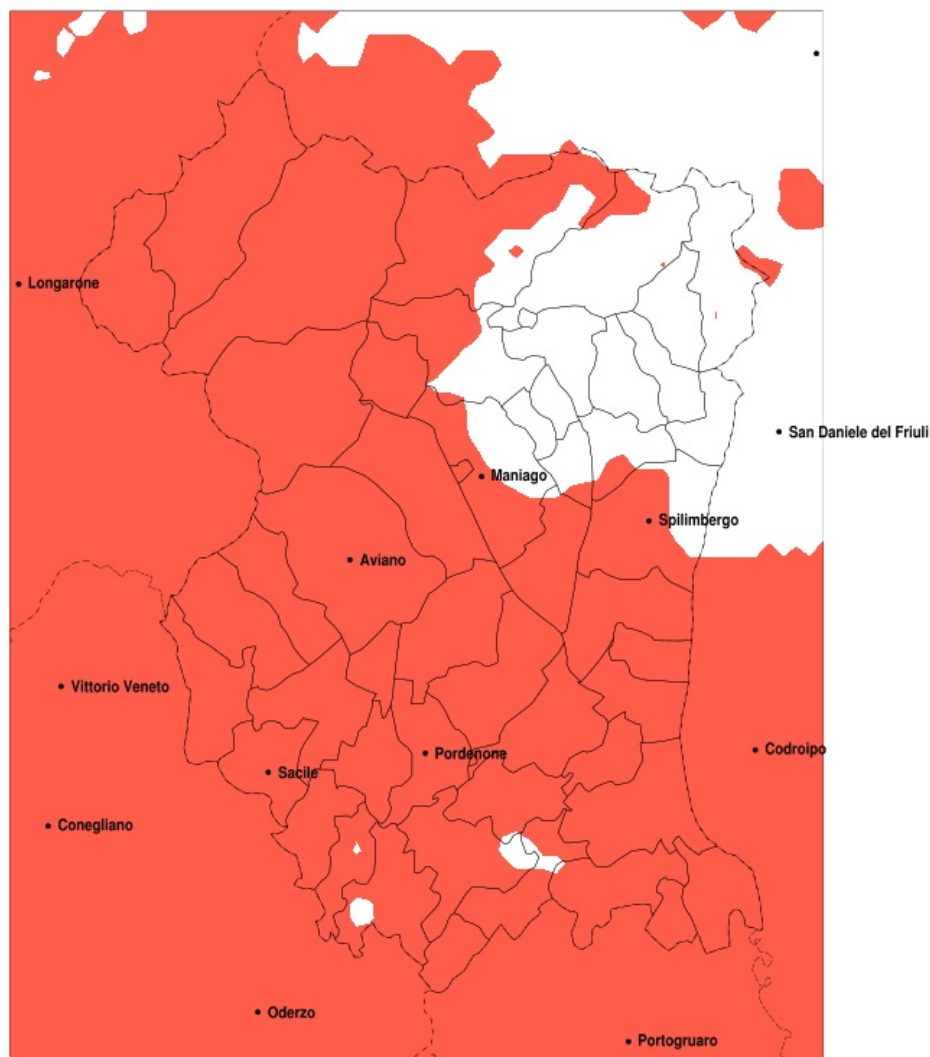 Longarone
San Daniele del Friuli
Maniago
Spilimbergo
Aviano
Vittorio Veneto
Pordenone
Codroipo
Sacile
Conegliano
Oderzo
Portogruaro